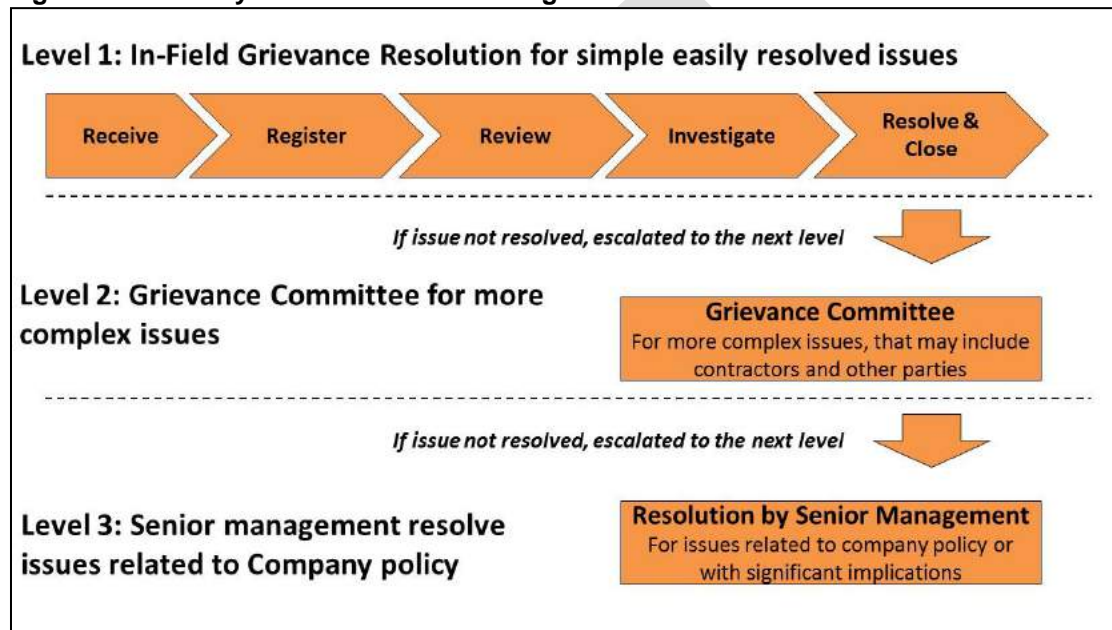 Level 1: In-Field Grievance Resolution for simple easily resolved issues
Receive
Register
Review
Investigate
Resolve &
Close
If issue not resolved, escalated to the next level
Level 2: Grievance Committee for more
complex issues
Grievance Committee
For more complex issues, that may include
contractors and other parties
If issue not resolved, escalated to the next level
Level 3: Senior management resolve
issues related to Company policy
Resolution by Senior Management
For issues related to company policy or
with significant implications